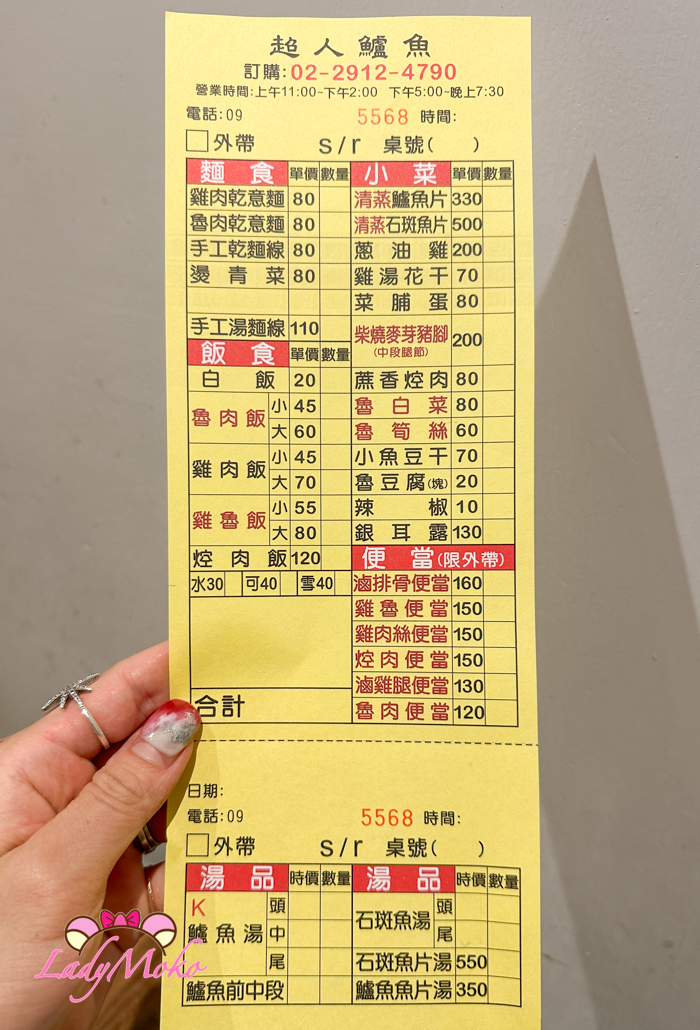 超人鱸魚
訂購:02-2912-4790
營業時間:上午11:00~下午2:00 下午5:00~晚上7:30
電話:09 5568 時間:
外帶 s/r 桌號( )
麵食 單價 數量
雞肉乾意麵 80
魯肉乾意麵 80
手工乾麵線 80
燙青菜 80
手工湯麵線 110
飯食 單價 數量
白飯 20
魯肉飯 小 45
大 60
雞肉飯 小 45
大 70
雞魯飯 小 55
大 80
焢肉飯 120
水30 可40 雪40
合計
小菜 單價 數量
清蒸鱸魚片 330
清蒸石斑魚片 500
蔥油雞 200
雞湯花干 70
菜脯蛋 80
柴燒麥芽豬腳 200
(中段腿節)
蔗香焢肉 80
魯白菜 80
魯筍絲 60
小魚豆干 70
魯豆腐(塊) 20
辣椒 10
銀耳露 130
便當(限外帶)
滷排骨便當 160
雞魯便當 150
雞肉絲便當 150
焢肉便當 150
滷雞腿便當 130
魯肉便當 120
日期:
電話:09 5568 時間:
外帶 s/r 桌號( )
湯品 時價 數量
K
鱸魚湯 頭
中
尾
鱸魚前中段
湯品 時價 數量
石斑魚湯 頭
尾
石斑魚片湯 550
鱸魚魚片湯 350
LadyMoko